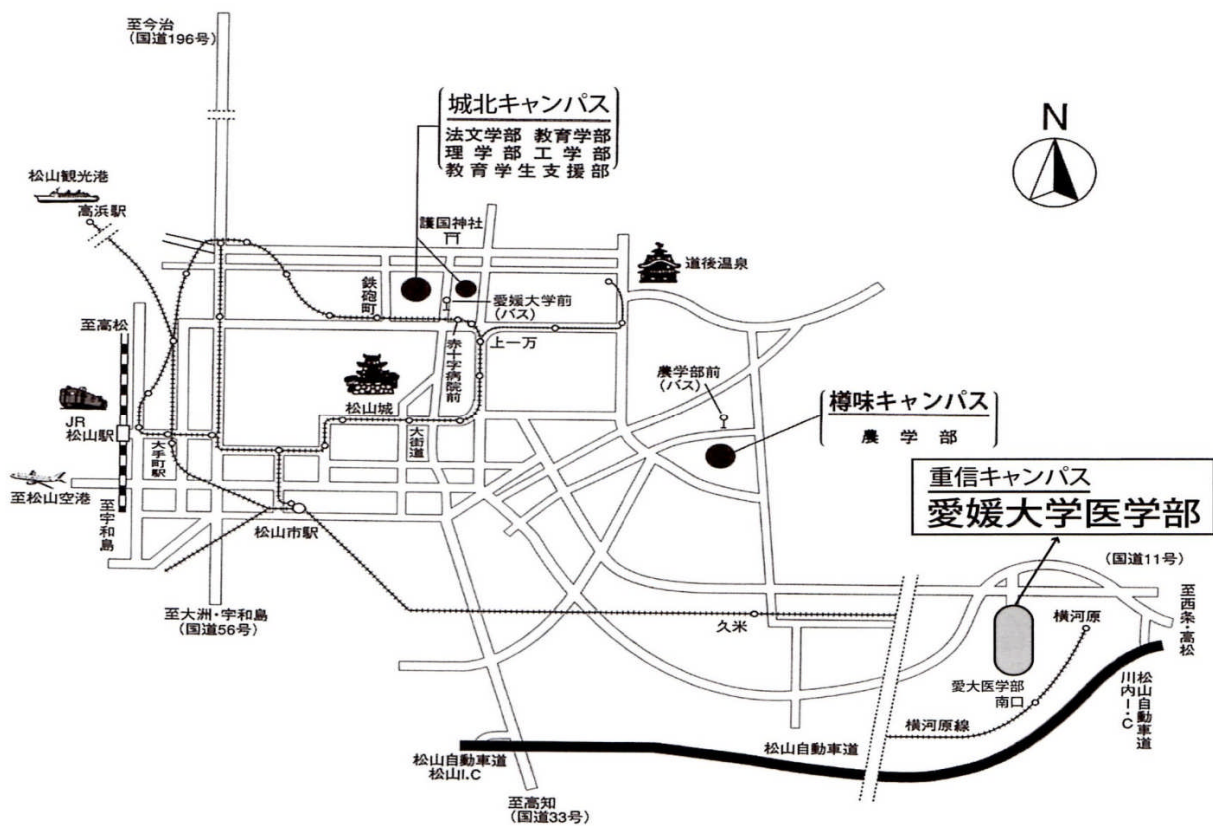 至今治
(国道196号)
城北キャンパス
法文学部 教育学部
理学部 工学部
教育学生支援部
N
松山観光港
高浜駅
護国神社
道後温泉
鉄砲町
愛媛大学前
(バス)
至高松
赤十字病院前
上一万
農学部前
(バス)
松山城
樽味キャンパス
農学部
JR
松山駅
大手町駅
大街道
重信キャンパス
愛媛大学医学部
至松山空港
至宇和島
松山市駅
(国道11号)
至大洲・宇和島
(国道56号)
久米
横河原
至西条・高松
愛大医学部
南口
松山自動車道
川内I・C
横河原線
松山自動車道
松山I.C
松山自動車道
至高知
(国道33号)